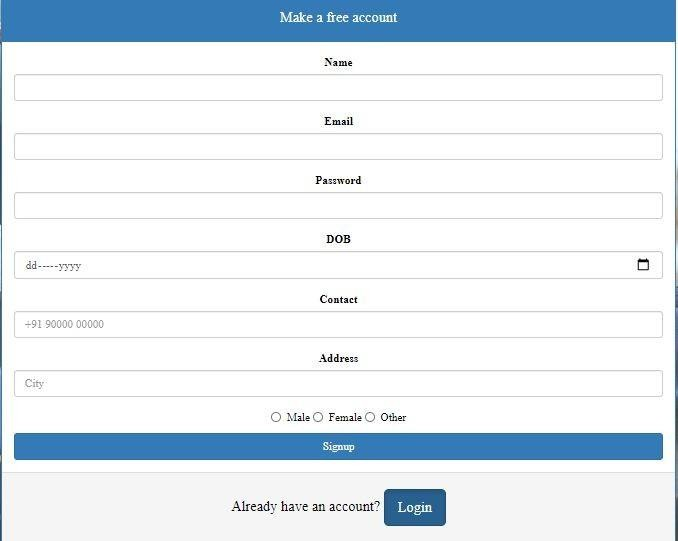 Make a free account
Name
Email
Password
DOB
dd-----yyyy
Contact
+91 90000 00000
Address
City
Male Female Other
Signup
Already have an account? Login